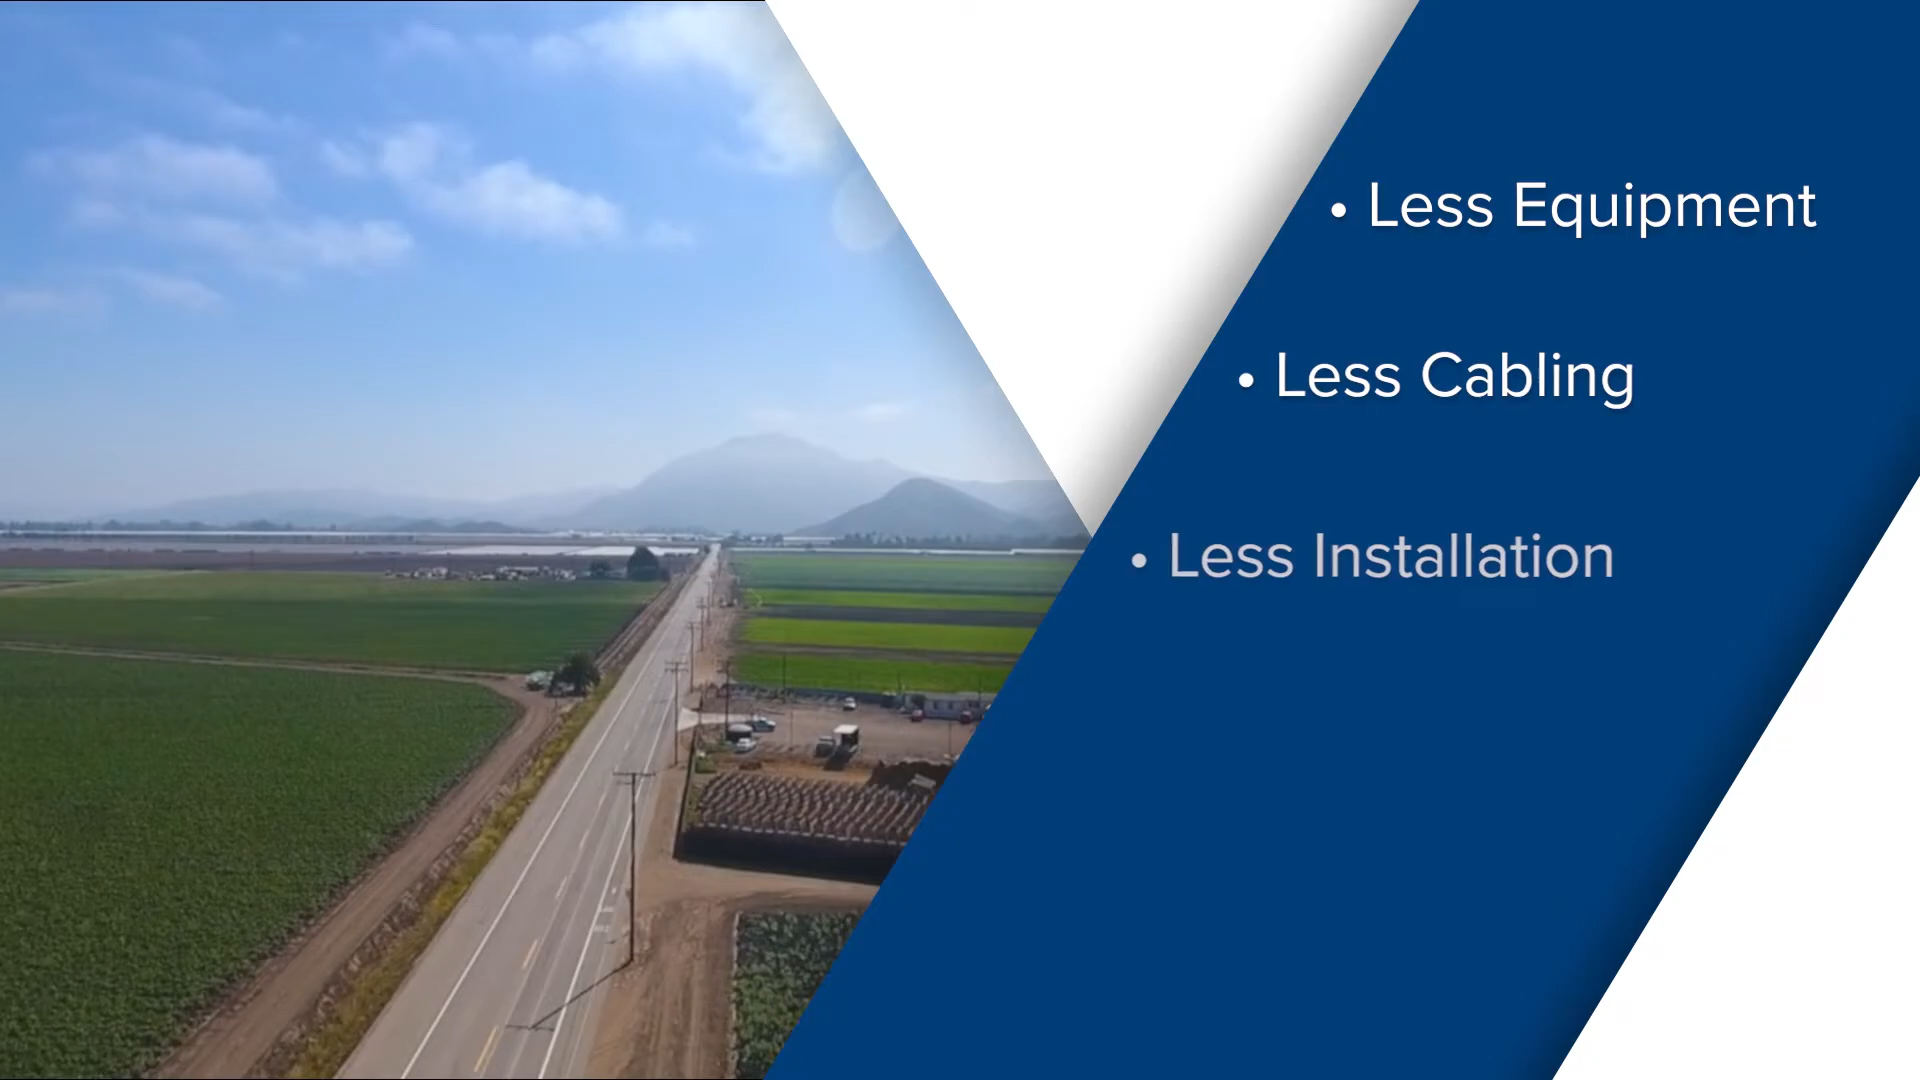 • Less Equipment
• Less Cabling
• Less Installation